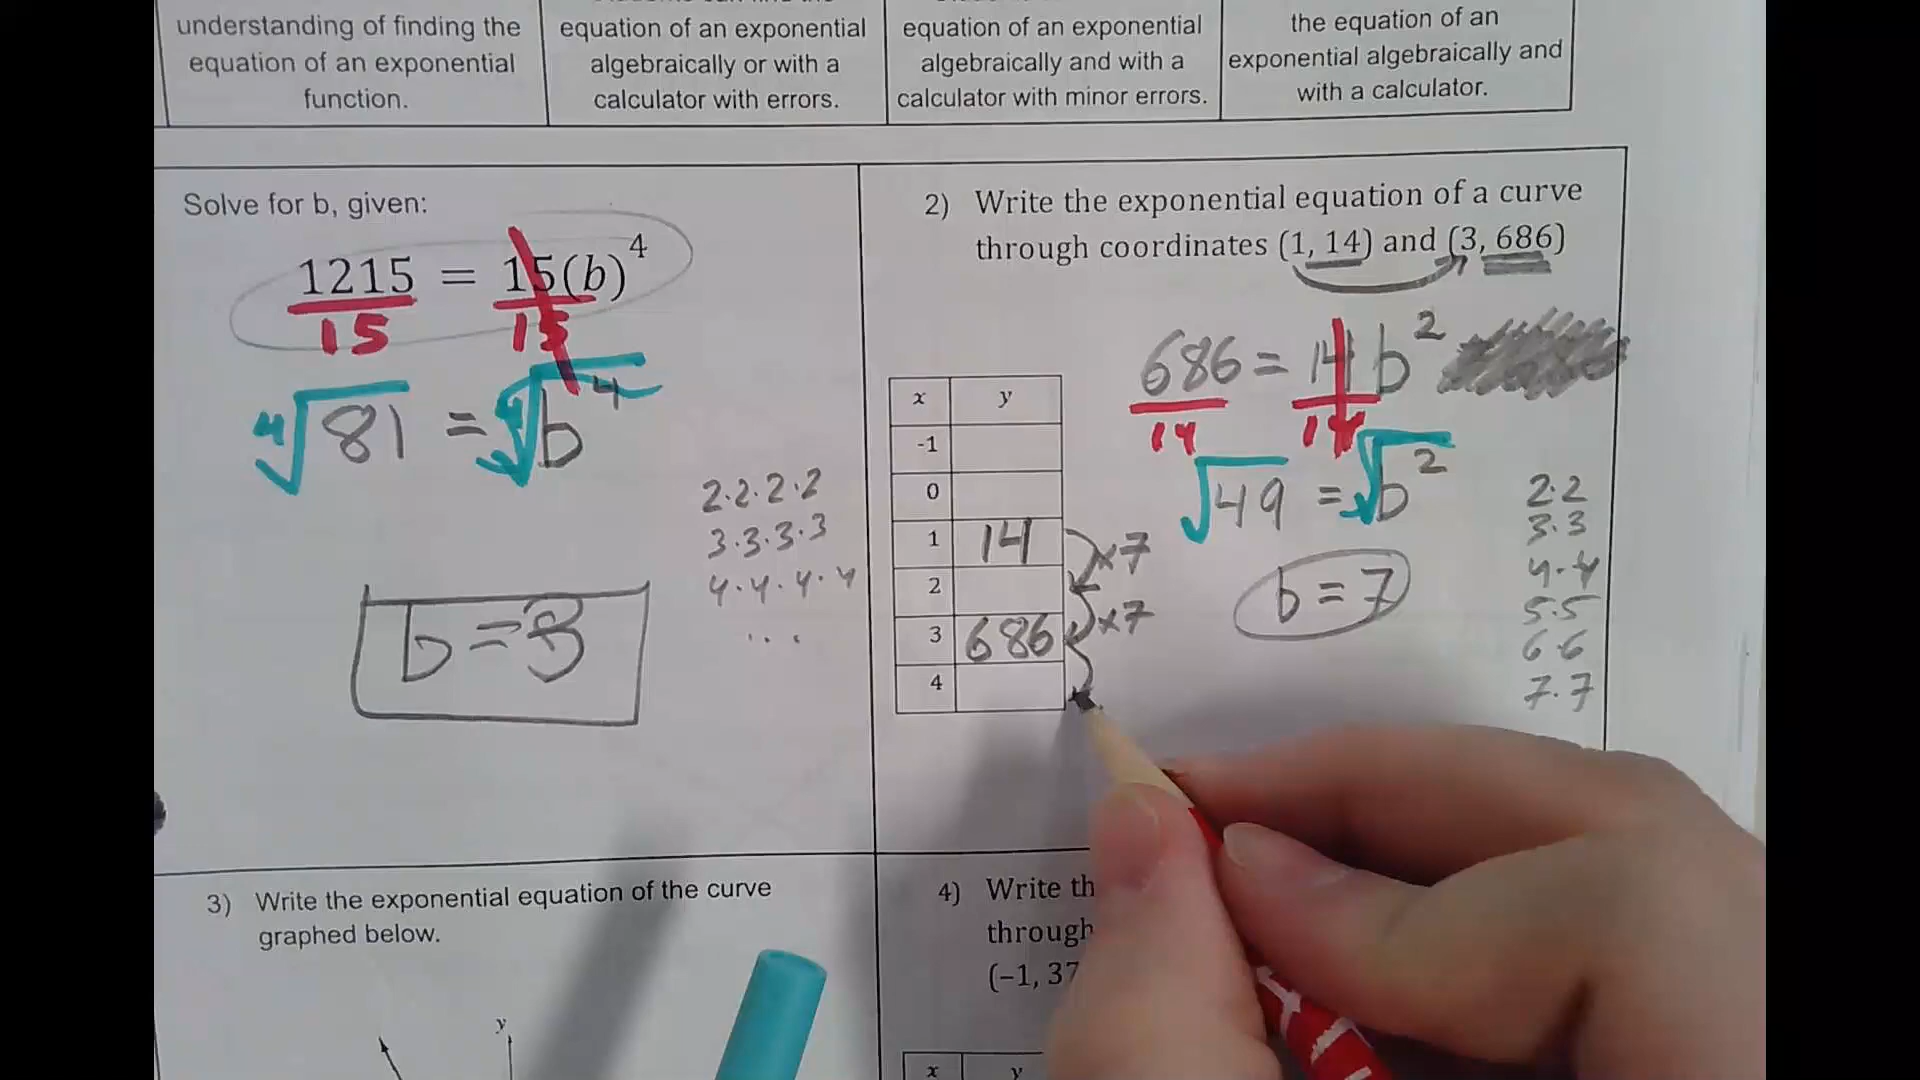 understanding of finding the
equation of an exponential
function.
equation of an exponential
algebraically or with a
calculator with errors.
equation of an exponential
algebraically and with a
calculator with minor errors.
the equation of an
exponential algebraically and
with a calculator.
Solve for b, given:
1215 = 15(b)^4
15 15
4√81 = 4√b^4
2·2·2·2
3·3·3·3
4·4·4·4
...
b=3
2) Write the exponential equation of a curve
through coordinates (1, 14) and (3, 686)
686 = 14b^2
14 14
√49 = √b^2
b = 7
2·2
3·3
4·4
5·5
6·6
7·7
x y
-1
0
1 14
2
3 686
4
×7
×7
3) Write the exponential equation of the curve
graphed below.
y
4) Write th
through
(–1, 37
x y